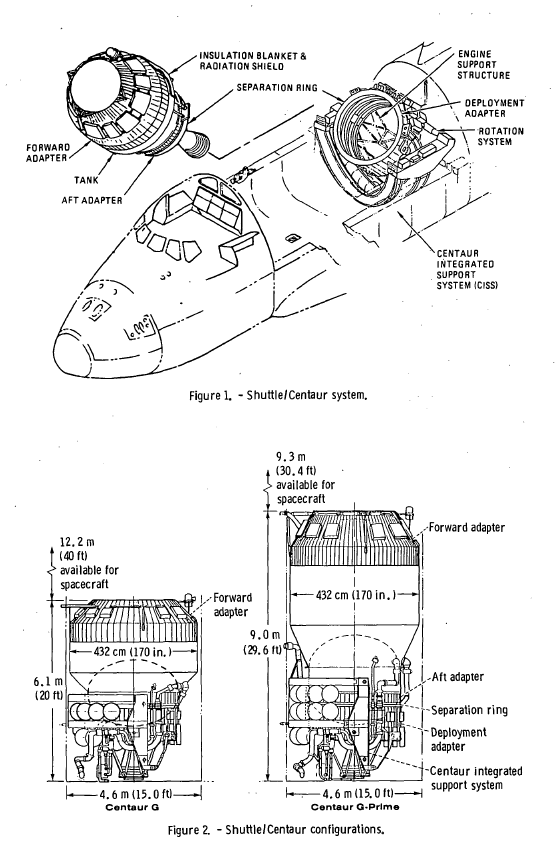 INSULATION BLANKET &
RADIATION SHIELD
SEPARATION RING
ENGINE
SUPPORT
STRUCTURE
DEPLOYMENT
ADAPTER
ROTATION
SYSTEM
FORWARD
ADAPTER
TANK
AFT ADAPTER
CENTAUR
INTEGRATED
SUPPORT
SYSTEM (CISS)
Figure 1. - Shuttle/Centaur system.
12.2 m
(40 ft)
available for
spacecraft
Forward
adapter
432 cm (170 in.)
6.1 m
(20 ft)
4.6 m (15.0 ft)
Centaur G
9.3 m
(30.4 ft)
available for
spacecraft
Forward adapter
432 cm (170 in.)
9.0 m
(29.6 ft)
Aft adapter
Separation ring
Deployment
adapter
Centaur integrated
support system
4.6 m (15.0 ft)
Centaur G-Prime
Figure 2. - Shuttle/Centaur configurations.